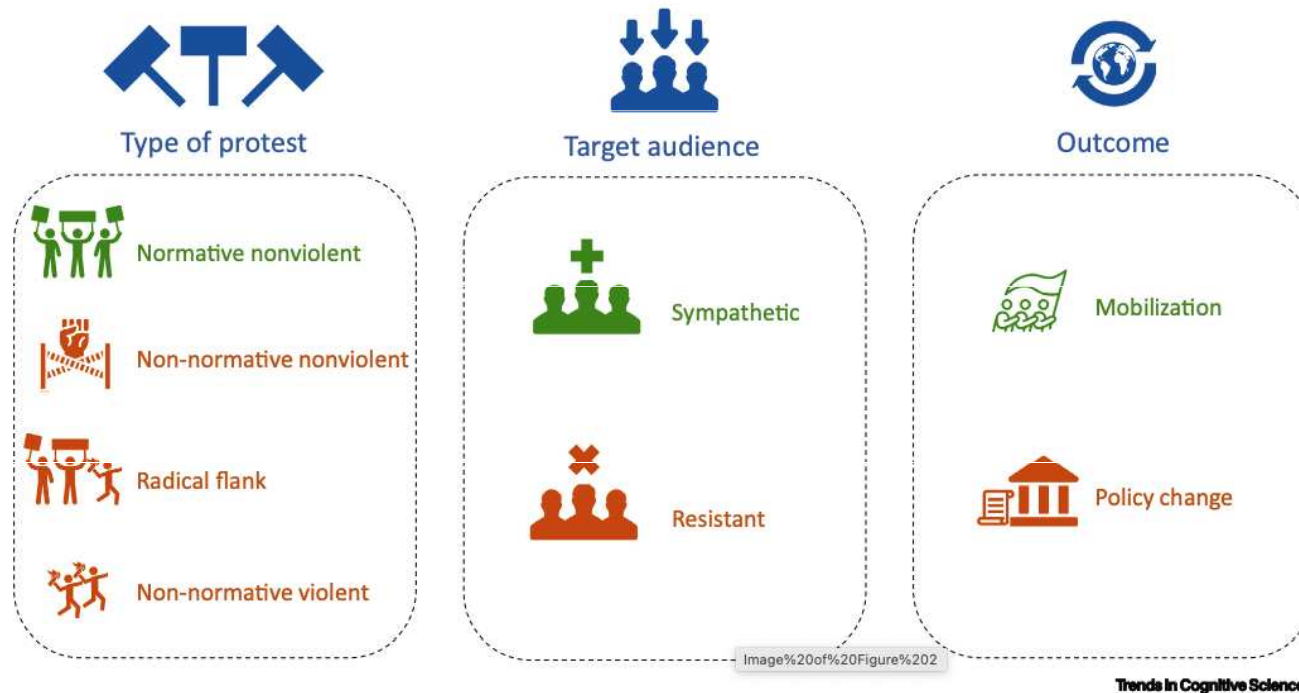 Type of protest
Target audience
Outcome
Normative nonviolent
Non-normative nonviolent
Radical flank
Non-normative violent
Sympathetic
Resistant
Mobilization
Policy change
Image%20of%20Figure%202
Trends in Cognitive Science